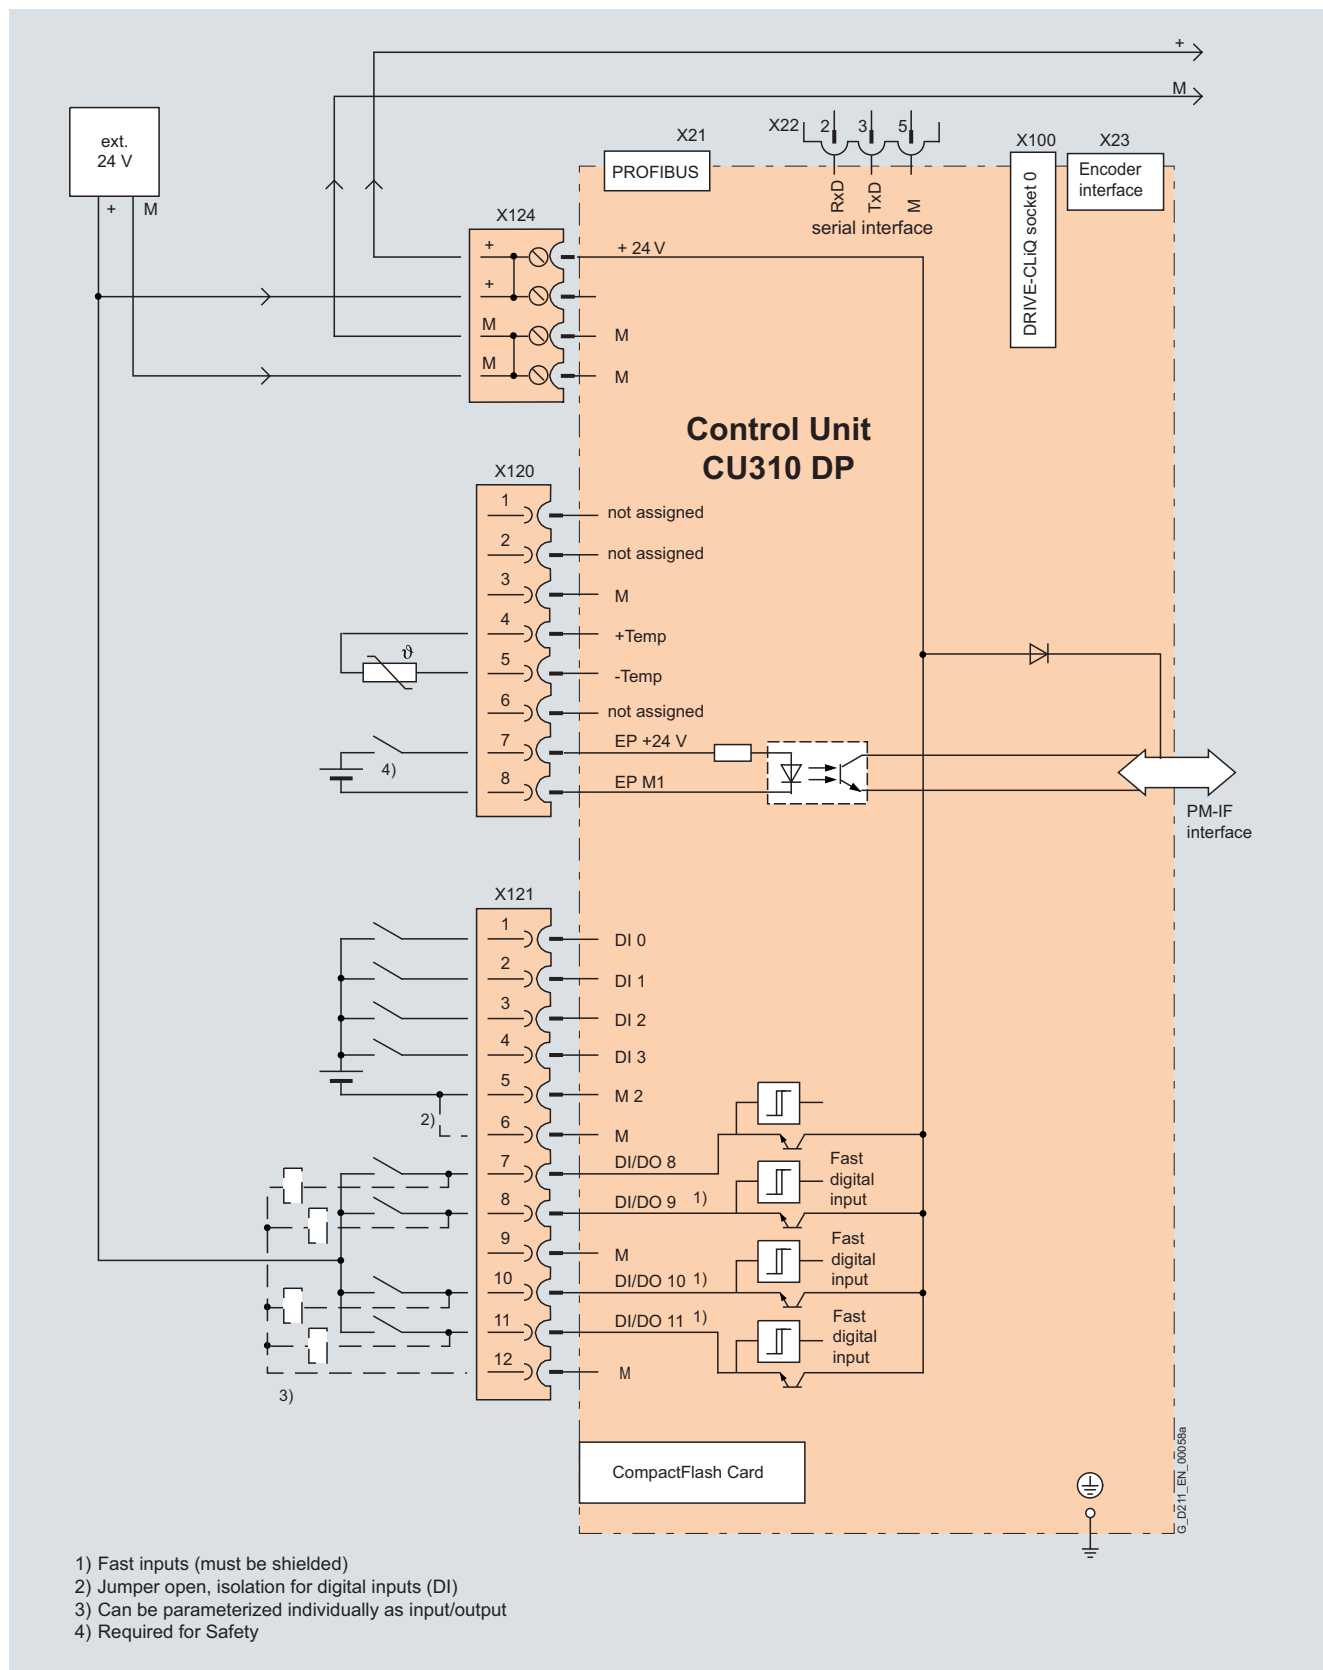 +
M
ext.
24 V
+ M
X21
PROFIBUS
X22 2 3 5
RxD
TxD
M
serial interface
X100
DRIVE-CLiQ socket 0
X23
Encoder
interface
X124
+
+ 24 V
+
M
M
M
M
Control Unit
CU310 DP
X120
1 not assigned
2 not assigned
3 M
4 +Temp
ϑ
5 -Temp
6 not assigned
7 EP +24 V
4)
8 EP M1
PM-IF
interface
X121
1 DI 0
2 DI 1
3 DI 2
4 DI 3
5 M 2
2)
6 M
7 DI/DO 8
Fast
digital
input
8 DI/DO 9 1)
9 M
Fast
digital
input
10 DI/DO 10 1)
11 DI/DO 11 1)
Fast
digital
input
12 M
3)
CompactFlash Card
G_D211_EN_00058a
1) Fast inputs (must be shielded)
2) Jumper open, isolation for digital inputs (DI)
3) Can be parameterized individually as input/output
4) Required for Safety